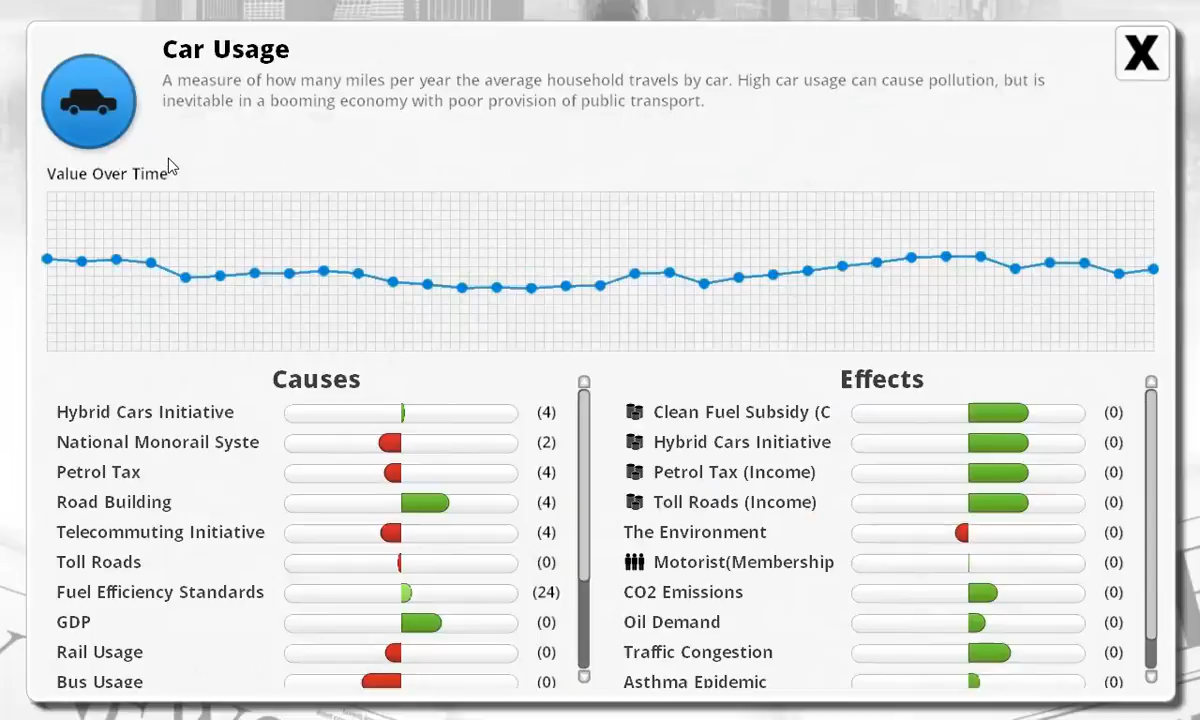 Car Usage
X
A measure of how many miles per year the average household travels by car. High car usage can cause pollution, but is
inevitable in a booming economy with poor provision of public transport.
Value Over Time
Causes
Hybrid Cars Initiative (4)
National Monorail Syste (2)
Petrol Tax (4)
Road Building (4)
Telecommuting Initiative (4)
Toll Roads (0)
Fuel Efficiency Standards (24)
GDP (0)
Rail Usage (0)
Bus Usage (0)
Effects
Clean Fuel Subsidy (C (0)
Hybrid Cars Initiative (0)
Petrol Tax (Income) (0)
Toll Roads (Income) (0)
The Environment (0)
Motorist(Membership (0)
CO2 Emissions (0)
Oil Demand (0)
Traffic Congestion (0)
Asthma Epidemic (0)